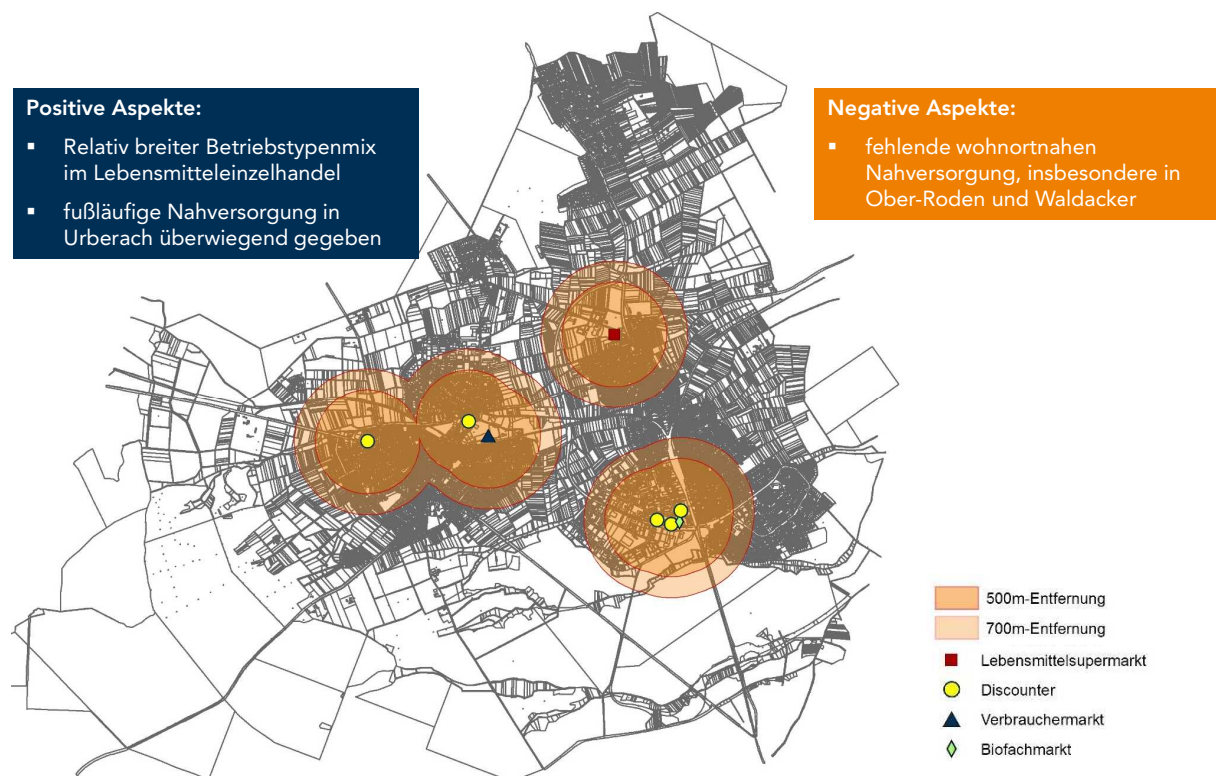 Positive Aspekte:
▪ Relativ breiter Betriebstypenmix
im Lebensmitteleinzelhandel
▪ fußläufige Nahversorgung in
Urberach überwiegend gegeben
Negative Aspekte:
▪ fehlende wohnortnahen
Nahversorgung, insbesondere in
Ober-Roden und Waldacker
500m-Entfernung
700m-Entfernung
Lebensmittelsupermarkt
Discounter
Verbrauchermarkt
Biofachmarkt